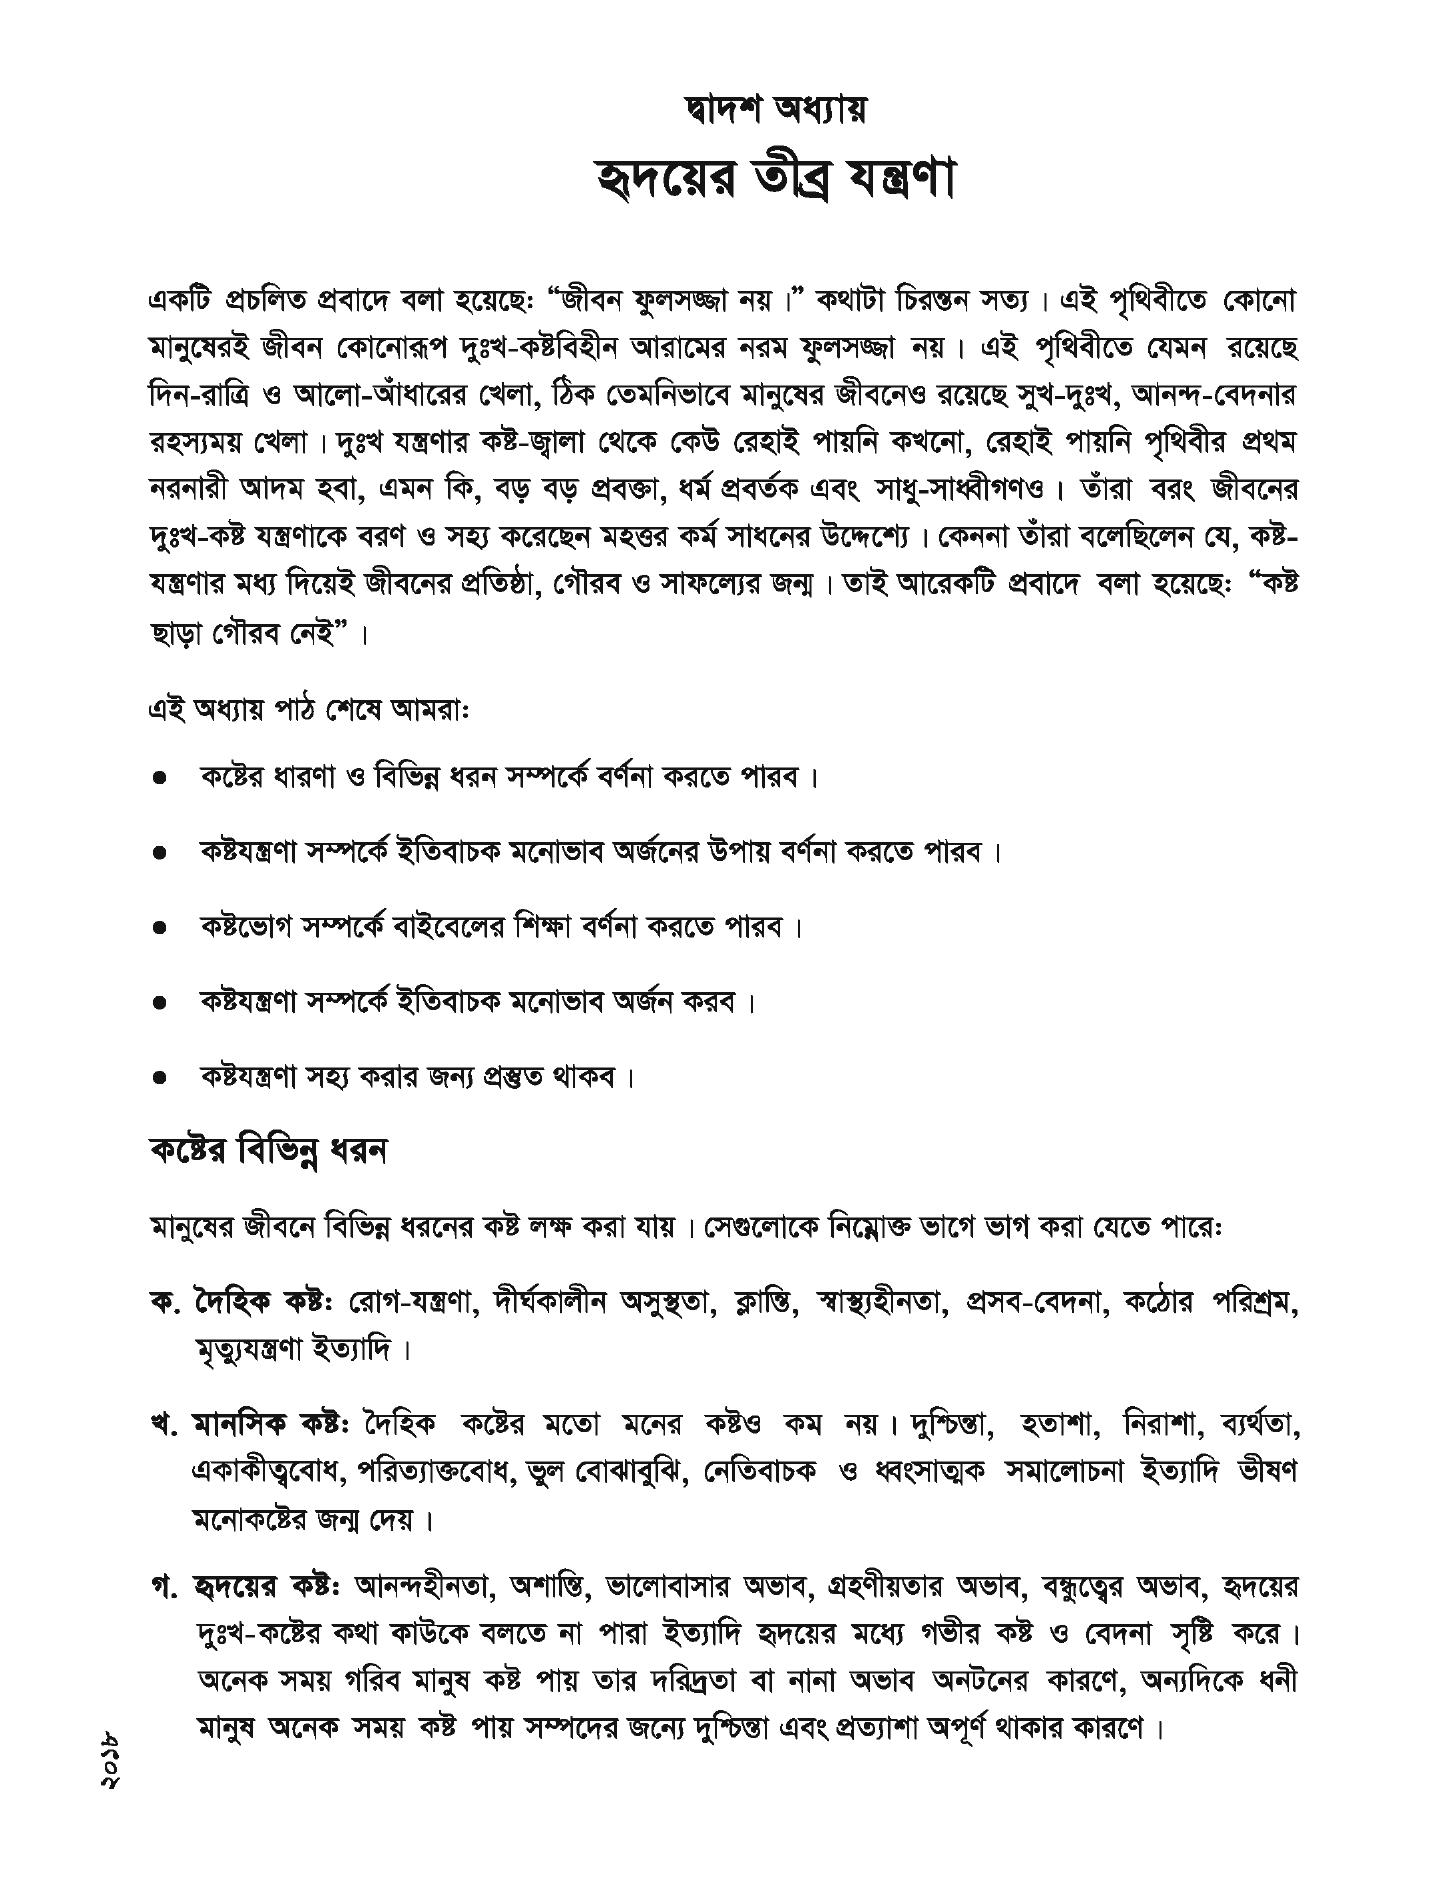 দ্বাদশ অধ্যায়
হৃদয়ের তীব্র যন্ত্রণা
একটি প্রচলিত প্রবাদে বলা হয়েছে: “জীবন ফুলসজ্জা নয়।” কথাটা চিরন্তন সত্য। এই পৃথিবীতে কোনো
মানুষেরই জীবন কোনোরূপ দুঃখ-কষ্টবিহীন আরামের নরম ফুলসজ্জা নয়। এই পৃথিবীতে যেমন রয়েছে
দিন-রাত্রি ও আলো-আঁধারের খেলা, ঠিক তেমনিভাবে মানুষের জীবনেও রয়েছে সুখ-দুঃখ, আনন্দ-বেদনার
রহস্যময় খেলা। দুঃখ যন্ত্রণার কষ্ট-জ্বালা থেকে কেউ রেহাই পায়নি কখনো, রেহাই পায়নি পৃথিবীর প্রথম
নরনারী আদম হবা, এমন কি, বড় বড় প্রবক্তা, ধর্ম প্রবর্তক এবং সাধু-সাধ্বীগণও। তাঁরা বরং জীবনের
দুঃখ-কষ্ট যন্ত্রণাকে বরণ ও সহ্য করেছেন মহত্তর কর্ম সাধনের উদ্দেশ্যে। কেননা তাঁরা বলেছিলেন যে, কষ্ট-
যন্ত্রণার মধ্য দিয়েই জীবনের প্রতিষ্ঠা, গৌরব ও সাফল্যের জন্ম। তাই আরেকটি প্রবাদে বলা হয়েছে: “কষ্ট
ছাড়া গৌরব নেই”।
এই অধ্যায় পাঠ শেষে আমরা:
● কষ্টের ধারণা ও বিভিন্ন ধরন সম্পর্কে বর্ণনা করতে পারব।
● কষ্টযন্ত্রণা সম্পর্কে ইতিবাচক মনোভাব অর্জনের উপায় বর্ণনা করতে পারব।
● কষ্টভোগ সম্পর্কে বাইবেলের শিক্ষা বর্ণনা করতে পারব।
● কষ্টযন্ত্রণা সম্পর্কে ইতিবাচক মনোভাব অর্জন করব।
● কষ্টযন্ত্রণা সহ্য করার জন্য প্রস্তুত থাকব।
কষ্টের বিভিন্ন ধরন
মানুষের জীবনে বিভিন্ন ধরনের কষ্ট লক্ষ করা যায়। সেগুলোকে নিম্নোক্ত ভাগে ভাগ করা যেতে পারে:
ক. দৈহিক কষ্ট: রোগ-যন্ত্রণা, দীর্ঘকালীন অসুস্থতা, ক্লান্তি, স্বাস্থ্যহীনতা, প্রসব-বেদনা, কঠোর পরিশ্রম,
মৃত্যুযন্ত্রণা ইত্যাদি।
খ. মানসিক কষ্ট: দৈহিক কষ্টের মতো মনের কষ্টও কম নয়। দুশ্চিন্তা, হতাশা, নিরাশা, ব্যর্থতা,
একাকীত্ববোধ, পরিত্যাক্তবোধ, ভুল বোঝাবুঝি, নেতিবাচক ও ধ্বংসাত্মক সমালোচনা ইত্যাদি ভীষণ
মনোকষ্টের জন্ম দেয়।
গ. হৃদয়ের কষ্ট: আনন্দহীনতা, অশান্তি, ভালোবাসার অভাব, গ্রহণীয়তার অভাব, বন্ধুত্বের অভাব, হৃদয়ের
দুঃখ-কষ্টের কথা কাউকে বলতে না পারা ইত্যাদি হৃদয়ের মধ্যে গভীর কষ্ট ও বেদনা সৃষ্টি করে।
অনেক সময় গরিব মানুষ কষ্ট পায় তার দরিদ্রতা বা নানা অভাব অনটনের কারণে, অন্যদিকে ধনী
মানুষ অনেক সময় কষ্ট পায় সম্পদের জন্যে দুশ্চিন্তা এবং প্রত্যাশা অপূর্ণ থাকার কারণে।
২০১৮